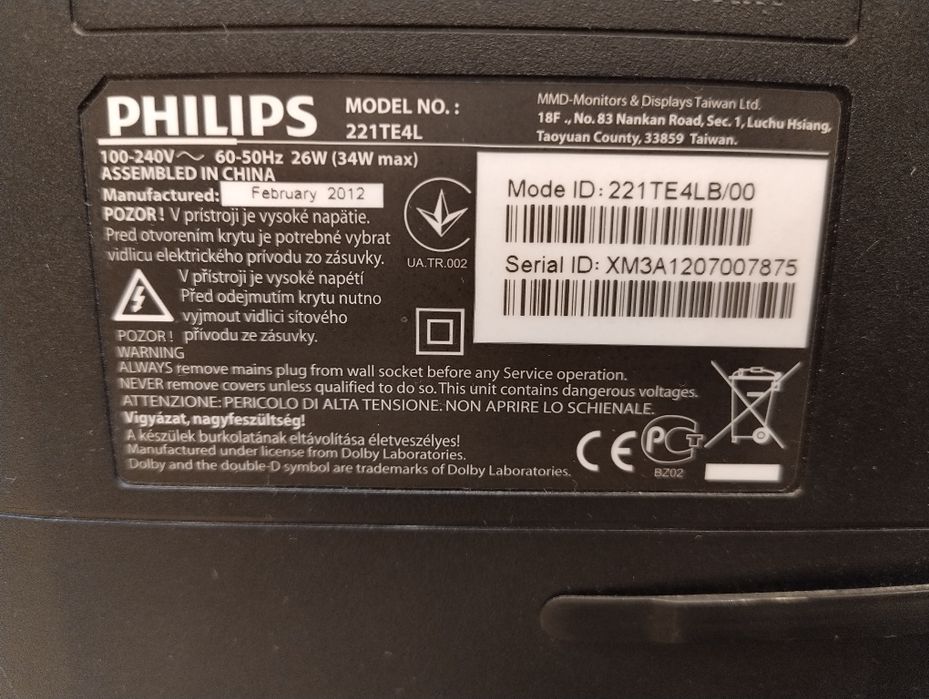 PHILIPS
MODEL NO. :
221TE4L
MMD-Monitors & Displays Taiwan Ltd.
18F ., No. 83 Nankan Road, Sec. 1, Luchu Hsiang,
Taoyuan County, 33859 Taiwan.
100-240V～ 60-50Hz 26W (34W max)
ASSEMBLED IN CHINA
Manufactured: February 2012
POZOR ! V prístroji je vysoké napätie.
Pred otvorením krytu je potrebné vybrat
vidlicu elektrického prívodu zo zásuvky.
V přístroji je vysoké napétí
Před odejmutím krytu nutno
vyjmout vidlici síťového
POZOR ! přívodu ze zásuvky.
UA.TR.002
Mode ID: 221TE4LB/00
Serial ID: XM3A1207007875
WARNING
ALWAYS remove mains plug from wall socket before any Service operation.
NEVER remove covers unless qualified to do so. This unit contains dangerous voltages.
ATTENZIONE: PERICOLO DI ALTA TENSIONE. NON APRIRE LO SCHIENALE.
Vigyázat, nagyfeszültség!
A készülek burkolatának eltávolítása életveszélyes!
Manufactured under license from Dolby Laboratories.
Dolby and the double-D symbol are trademarks of Dolby Laboratories.
CE
PCT
BZ02